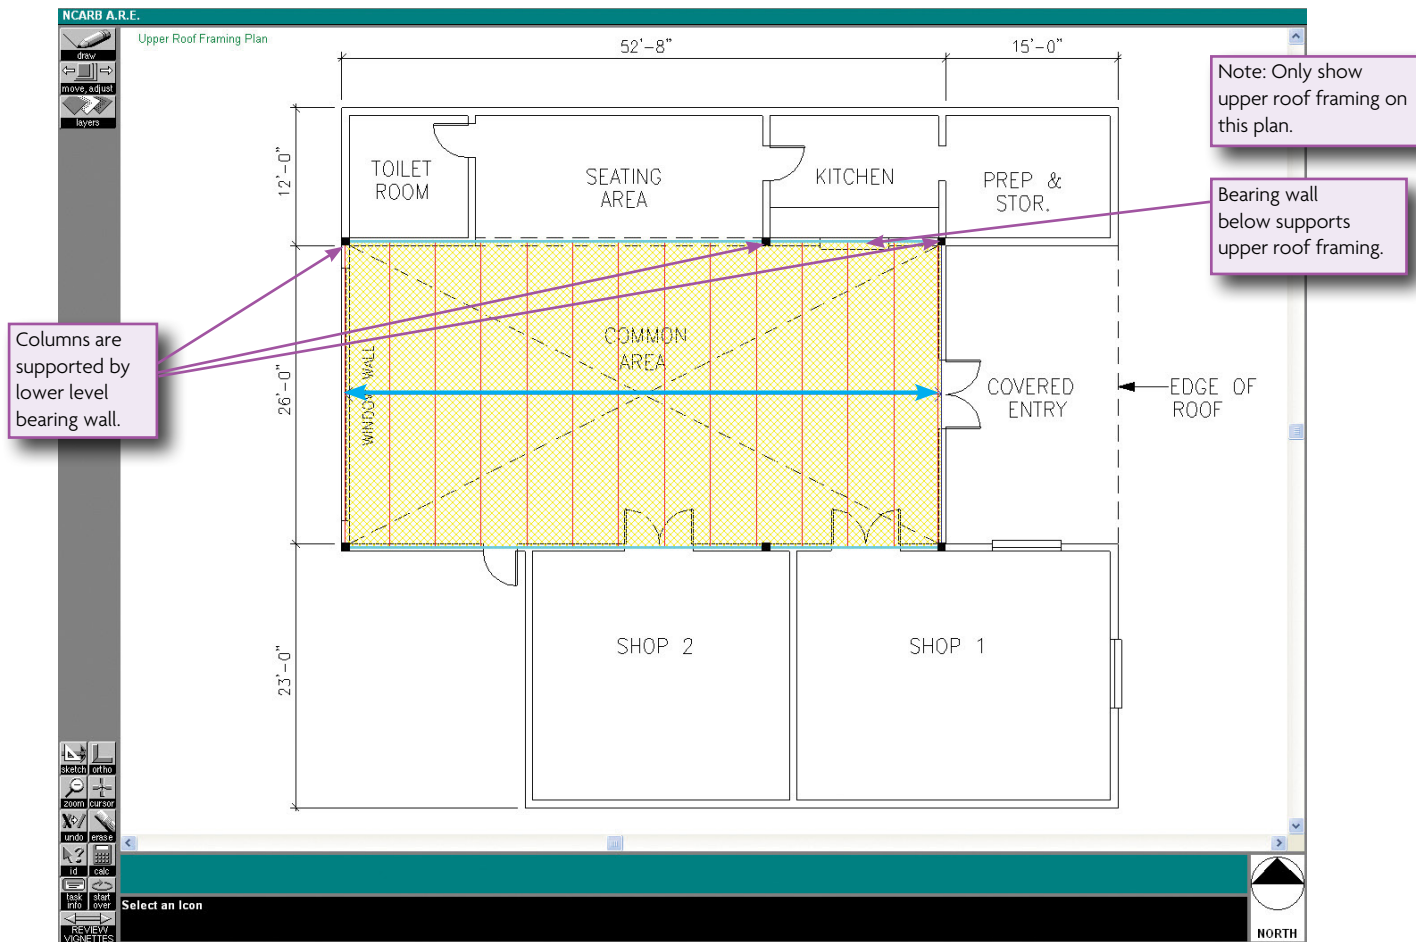 NCARB A.R.E.
draw
move, adjust
layers
Upper Roof Framing Plan
52'-8"
15'-0"
Note: Only show
upper roof framing on
this plan.
12'-0"
TOILET
ROOM
SEATING
AREA
KITCHEN
PREP &
STOR.
Bearing wall
below supports
upper roof framing.
Columns are
supported by
lower level
bearing wall.
26'-0"
WINDOW WALL
COMMON
AREA
COVERED
ENTRY
EDGE OF
ROOF
23'-0"
SHOP 2
SHOP 1
sketch
ortho
zoom
cursor
undo
erase
id
calc
task
info
start
over
REVIEW
VIGNETTES
Select an Icon
NORTH